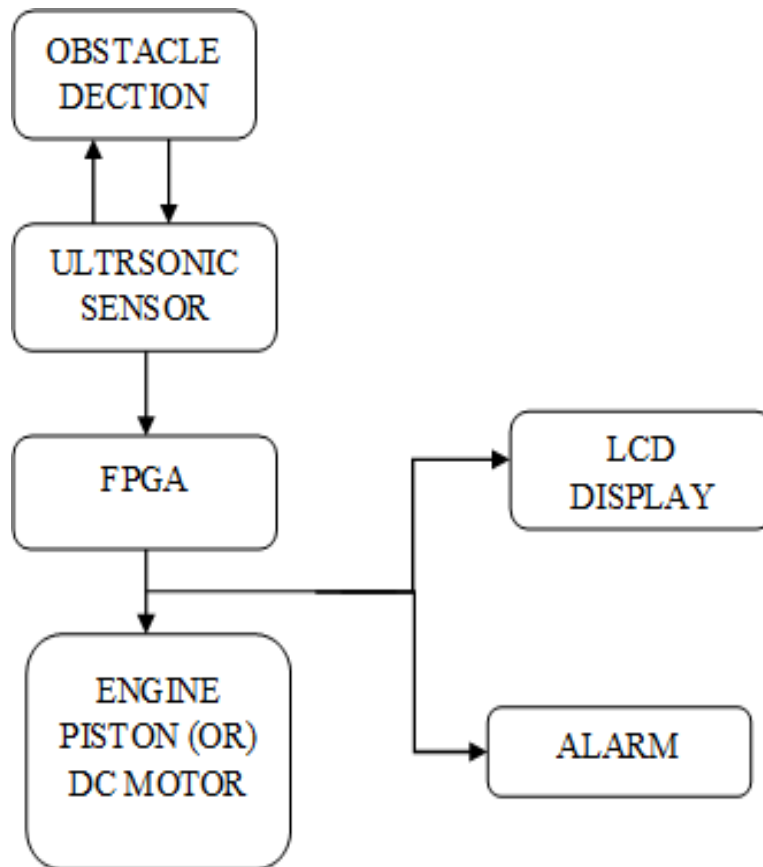 OBSTACLE
DECTION
ULTRSONIC
SENSOR
FPGA
LCD
DISPLAY
ENGINE
PISTON (OR)
DC MOTOR
ALARM